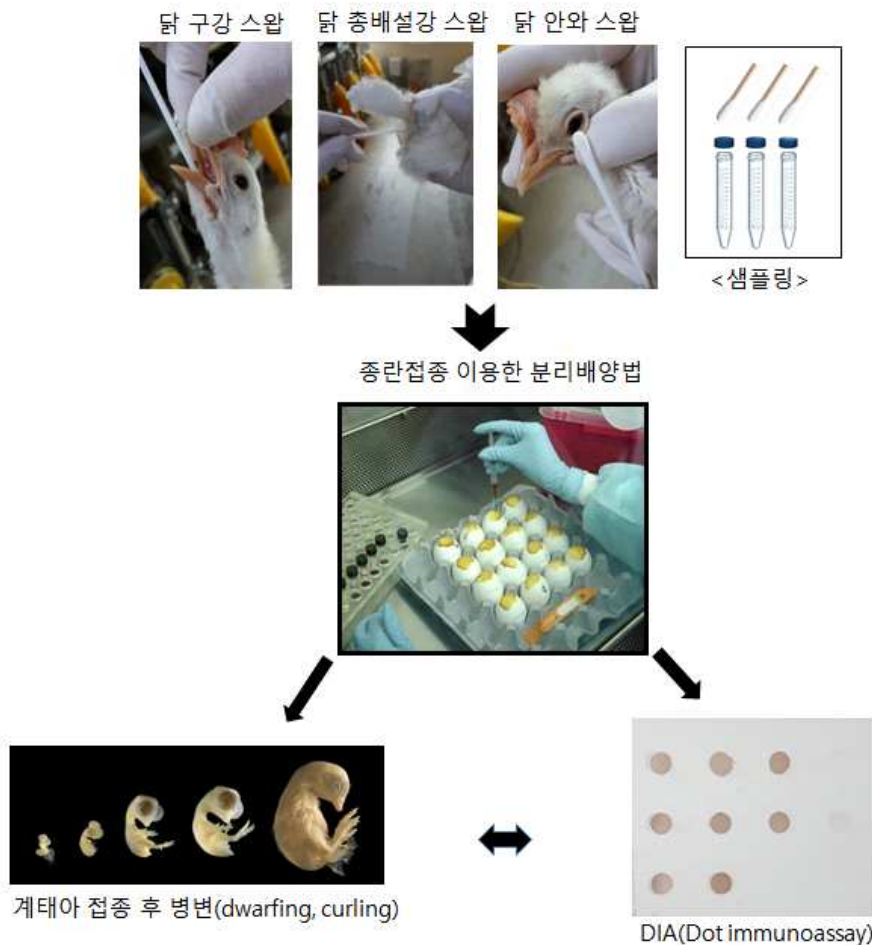 닭 구강 스왑
닭 총배설강 스왑
닭 안와 스왑
<샘플링>
종란접종 이용한 분리배양법
계태아 접종 후 병변(dwarfing, curling)
DIA(Dot immunoassay)